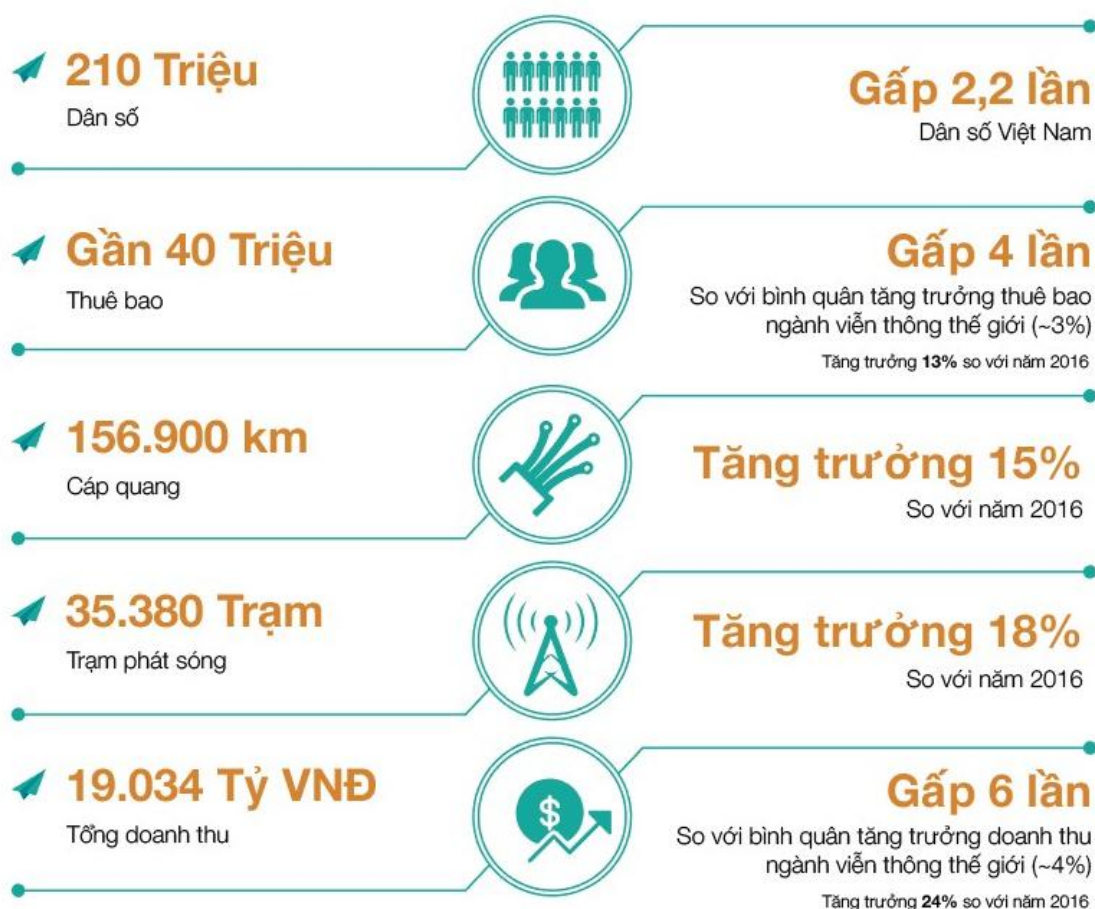 210 Triệu
Dân số
Gấp 2,2 lần
Dân số Việt Nam
Gần 40 Triệu
Thuê bao
Gấp 4 lần
So với bình quân tăng trưởng thuê bao
ngành viễn thông thế giới (~3%)
Tăng trưởng 13% so với năm 2016
156.900 km
Cáp quang
Tăng trưởng 15%
So với năm 2016
35.380 Trạm
Trạm phát sóng
Tăng trưởng 18%
So với năm 2016
19.034 Tỷ VNĐ
Tổng doanh thu
$
Gấp 6 lần
So với bình quân tăng trưởng doanh thu
ngành viễn thông thế giới (~4%)
Tăng trưởng 24% so với năm 2016